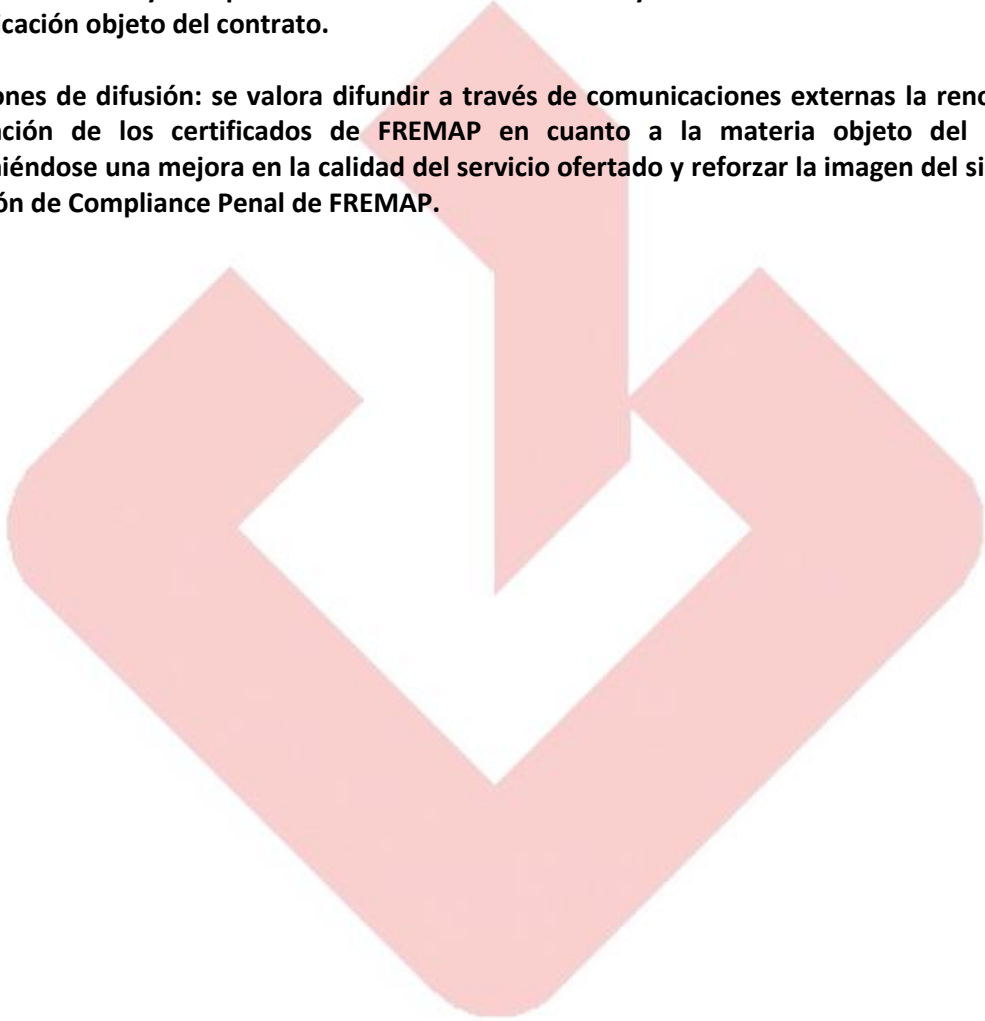 icación objeto del contrato.
ones de difusión: se valora difundir a través de comunicaciones externas la reno
ación de los certificados de FREMAP en cuanto a la materia objeto del
niéndose una mejora en la calidad del servicio ofertado y reforzar la imagen del si
ón de Compliance Penal de FREMAP.